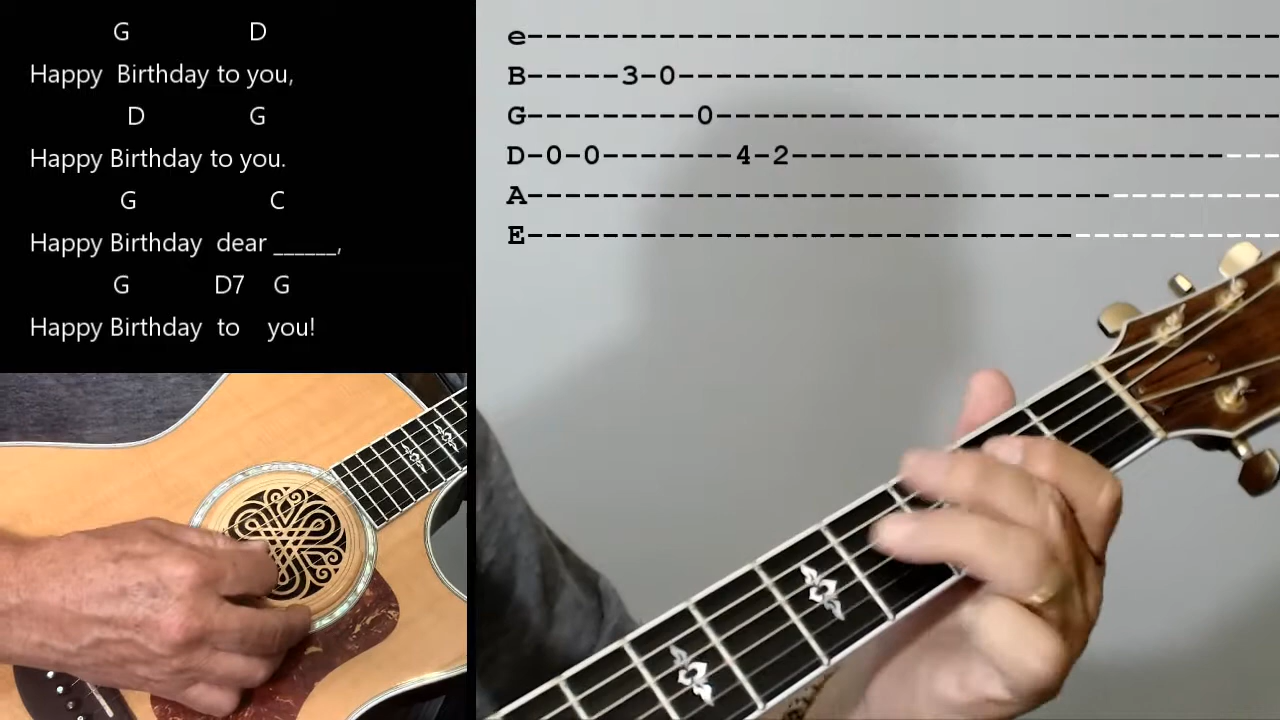 G D
Happy Birthday to you,
D G
Happy Birthday to you.
G C
Happy Birthday dear ______,
G D7 G
Happy Birthday to you!
e----------------------------------------
B-----3-0--------------------------------
G---------0------------------------------
D-0-0-------4-2--------------------------
A----------------------------------------
E----------------------------------------